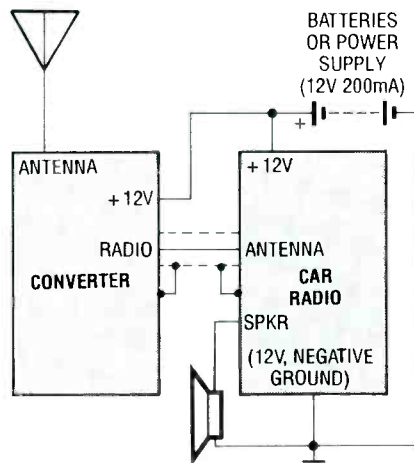 BATTERIES
OR POWER
SUPPLY
(12V 200mA)
+
ANTENNA
+12V
+12V
RADIO
ANTENNA
CONVERTER
CAR
RADIO
SPKR
(12V, NEGATIVE
GROUND)